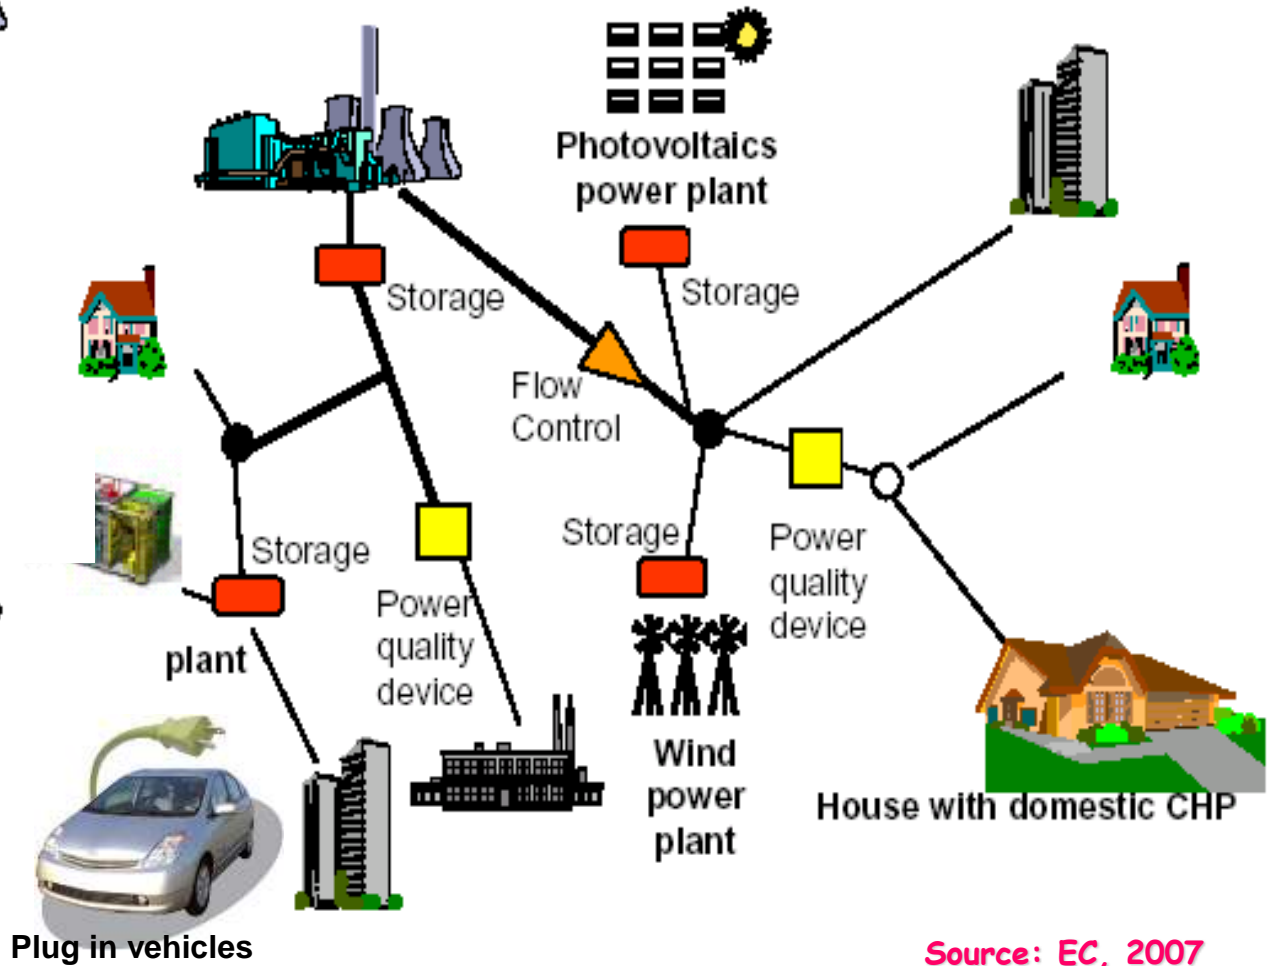 Photovoltaics
power plant
Storage
Storage
Flow
Control
Storage
Storage
Power
quality
device
Power
quality
device
plant
Wind
power
plant
House with domestic CHP
Plug in vehicles
Source: EC, 2007